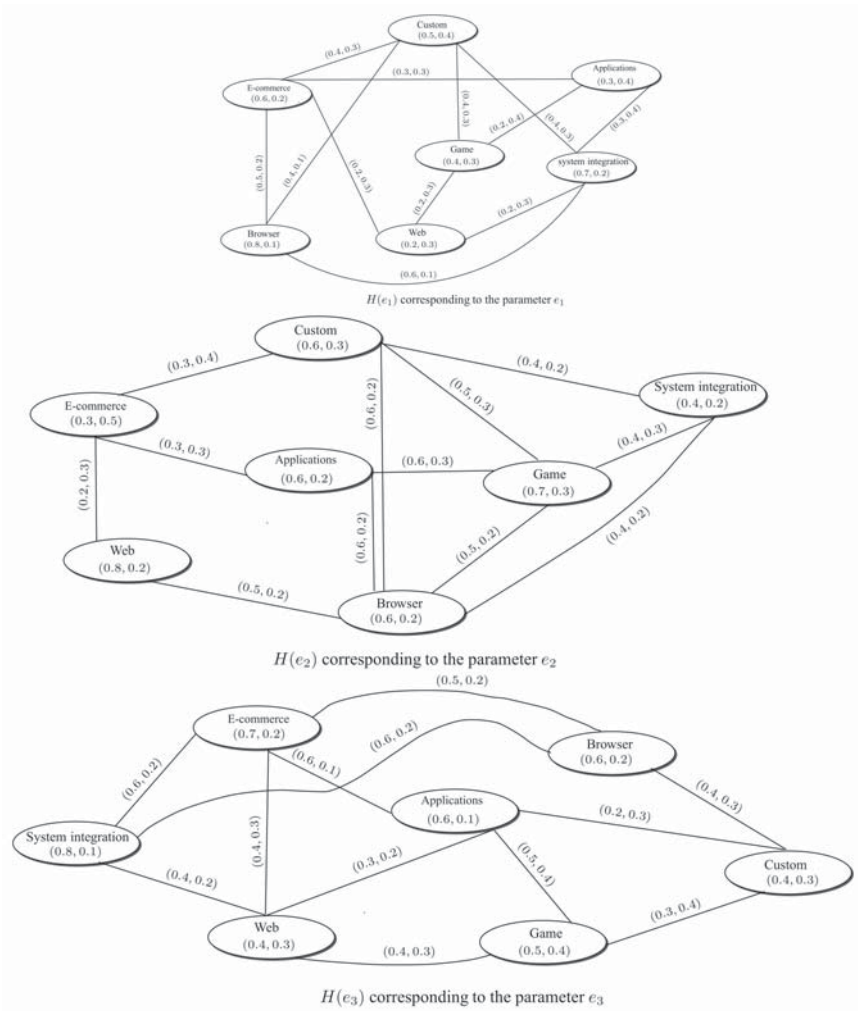 Custom
(0.5, 0.4)
(0.4, 0.3)
(0.3, 0.3)
Applications
(0.3, 0.4)
E-commerce
(0.6, 0.2)
(0.4, 0.3)
(0.2, 0.4)
(0.4, 0.3)
(0.3, 0.4)
Game
(0.4, 0.3)
system integration
(0.7, 0.2)
(0.5, 0.2)
(0.4, 0.1)
(0.2, 0.3)
(0.2, 0.3)
(0.2, 0.3)
Browser
(0.8, 0.1)
Web
(0.2, 0.3)
(0.6, 0.1)
H(e₁) corresponding to the parameter e₁
Custom
(0.6, 0.3)
(0.3, 0.4)
(0.4, 0.2)
System integration
(0.4, 0.2)
E-commerce
(0.3, 0.5)
(0.6, 0.2)
(0.5, 0.3)
(0.3, 0.3)
(0.4, 0.3)
Applications
(0.6, 0.2)
(0.6, 0.3)
Game
(0.7, 0.3)
(0.2, 0.3)
(0.6, 0.2)
(0.5, 0.2)
(0.4, 0.2)
Web
(0.8, 0.2)
(0.5, 0.2)
Browser
(0.6, 0.2)
H(e₂) corresponding to the parameter e₂
(0.5, 0.2)
E-commerce
(0.7, 0.2)
(0.6, 0.2)
Browser
(0.6, 0.2)
(0.6, 0.2)
(0.6, 0.1)
(0.4, 0.3)
Applications
(0.6, 0.1)
(0.2, 0.3)
System integration
(0.8, 0.1)
(0.4, 0.3)
(0.3, 0.2)
(0.5, 0.4)
Custom
(0.4, 0.3)
(0.4, 0.2)
(0.3, 0.4)
Web
(0.4, 0.3)
(0.4, 0.3)
Game
(0.5, 0.4)
H(e₃) corresponding to the parameter e₃